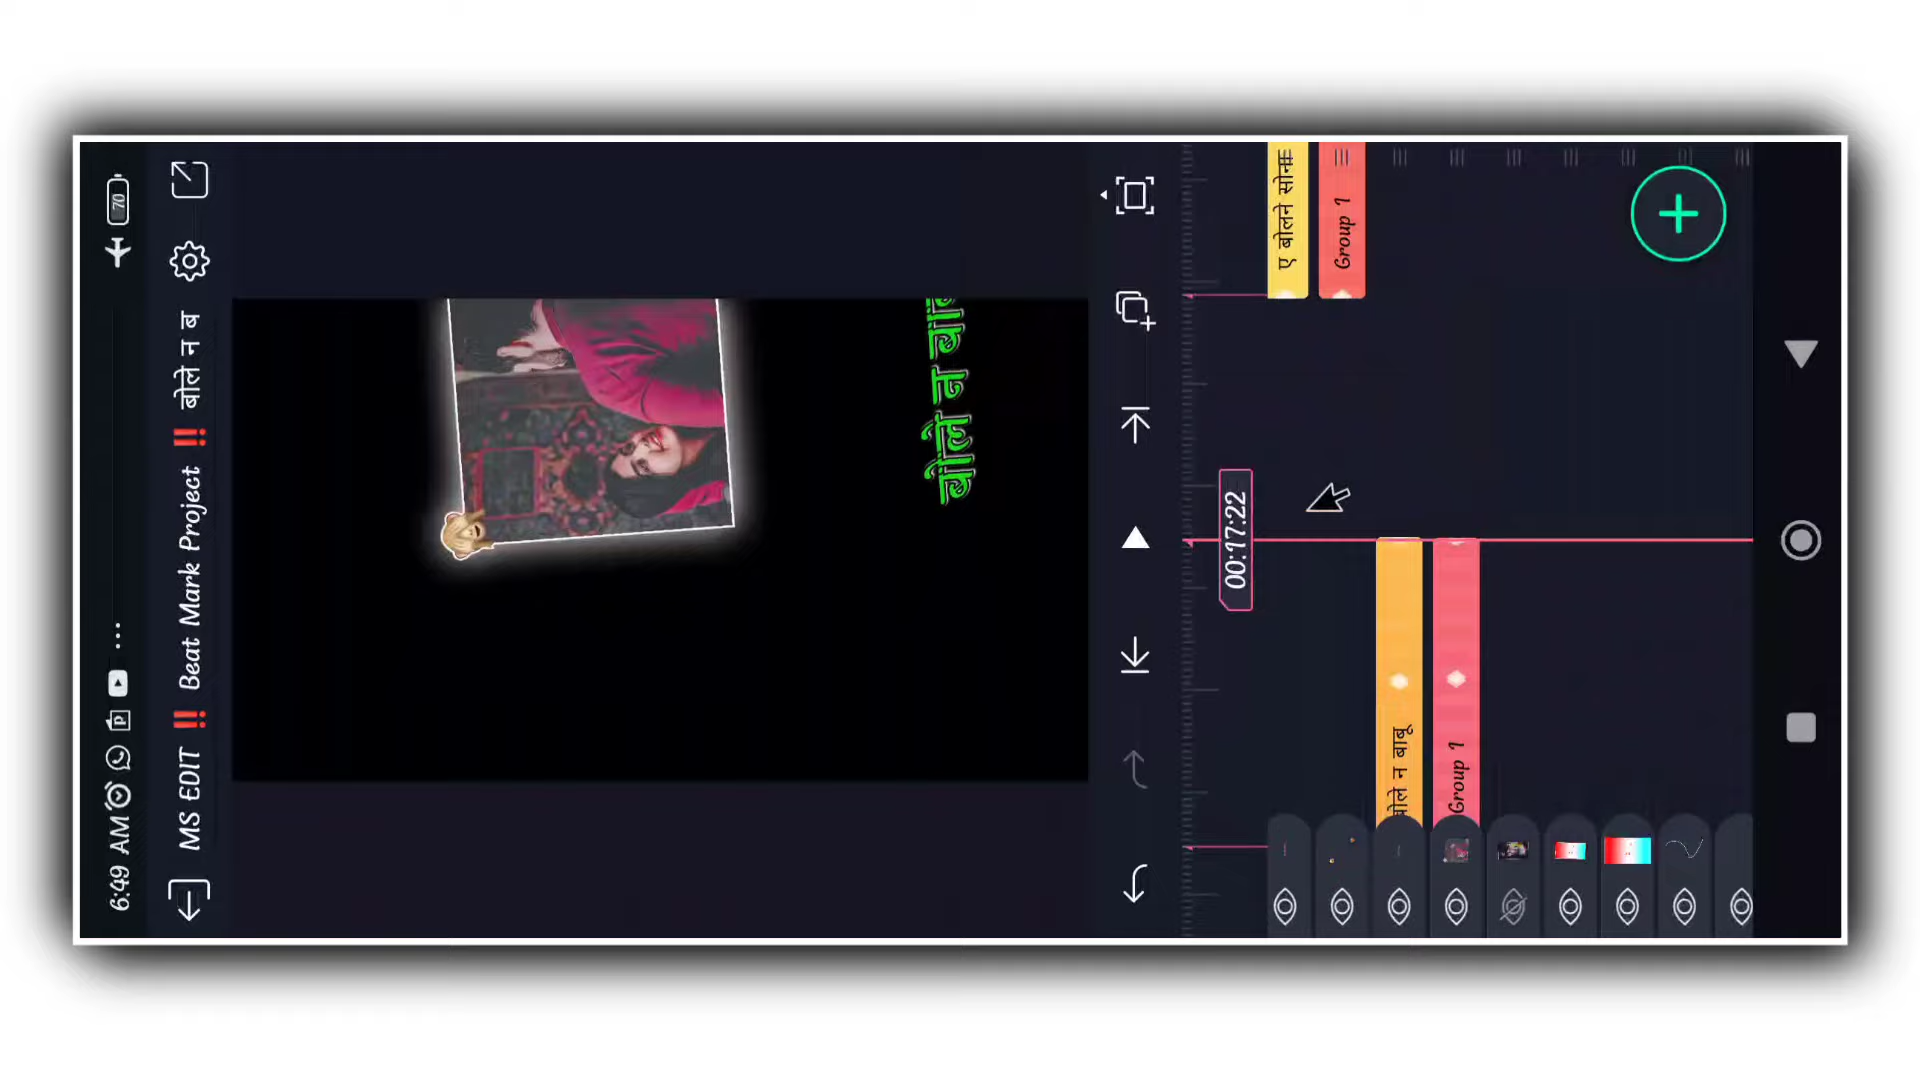 6:49 AM
70
MS EDIT ‼️ Beat Mark Project ‼️ बोले न ब
बोले न
00:17:22
ए बोलने सोना
Group 1
बोले न बाबू
Group 1